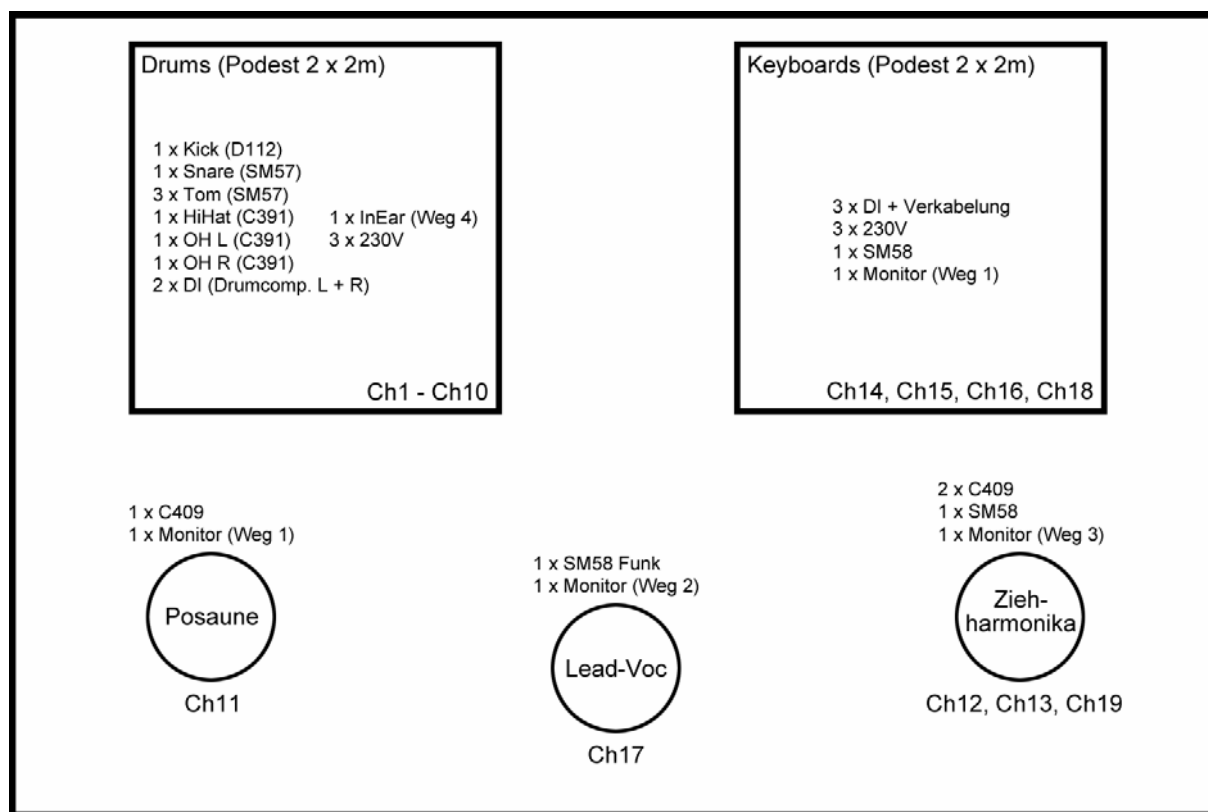 Drums (Podest 2 x 2m)
1 x Kick (D112)
1 x Snare (SM57)
3 x Tom (SM57)
1 x HiHat (C391)
1 x OH L (C391)
1 x OH R (C391)
2 x DI (Drumcomp. L + R)
1 x InEar (Weg 4)
3 x 230V
Ch1 - Ch10
Keyboards (Podest 2 x 2m)
3 x DI + Verkabelung
3 x 230V
1 x SM58
1 x Monitor (Weg 1)
Ch14, Ch15, Ch16, Ch18
1 x C409
1 x Monitor (Weg 1)
Posaune
Ch11
1 x SM58 Funk
1 x Monitor (Weg 2)
Lead-Voc
Ch17
2 x C409
1 x SM58
1 x Monitor (Weg 3)
Zieh-
harmonika
Ch12, Ch13, Ch19